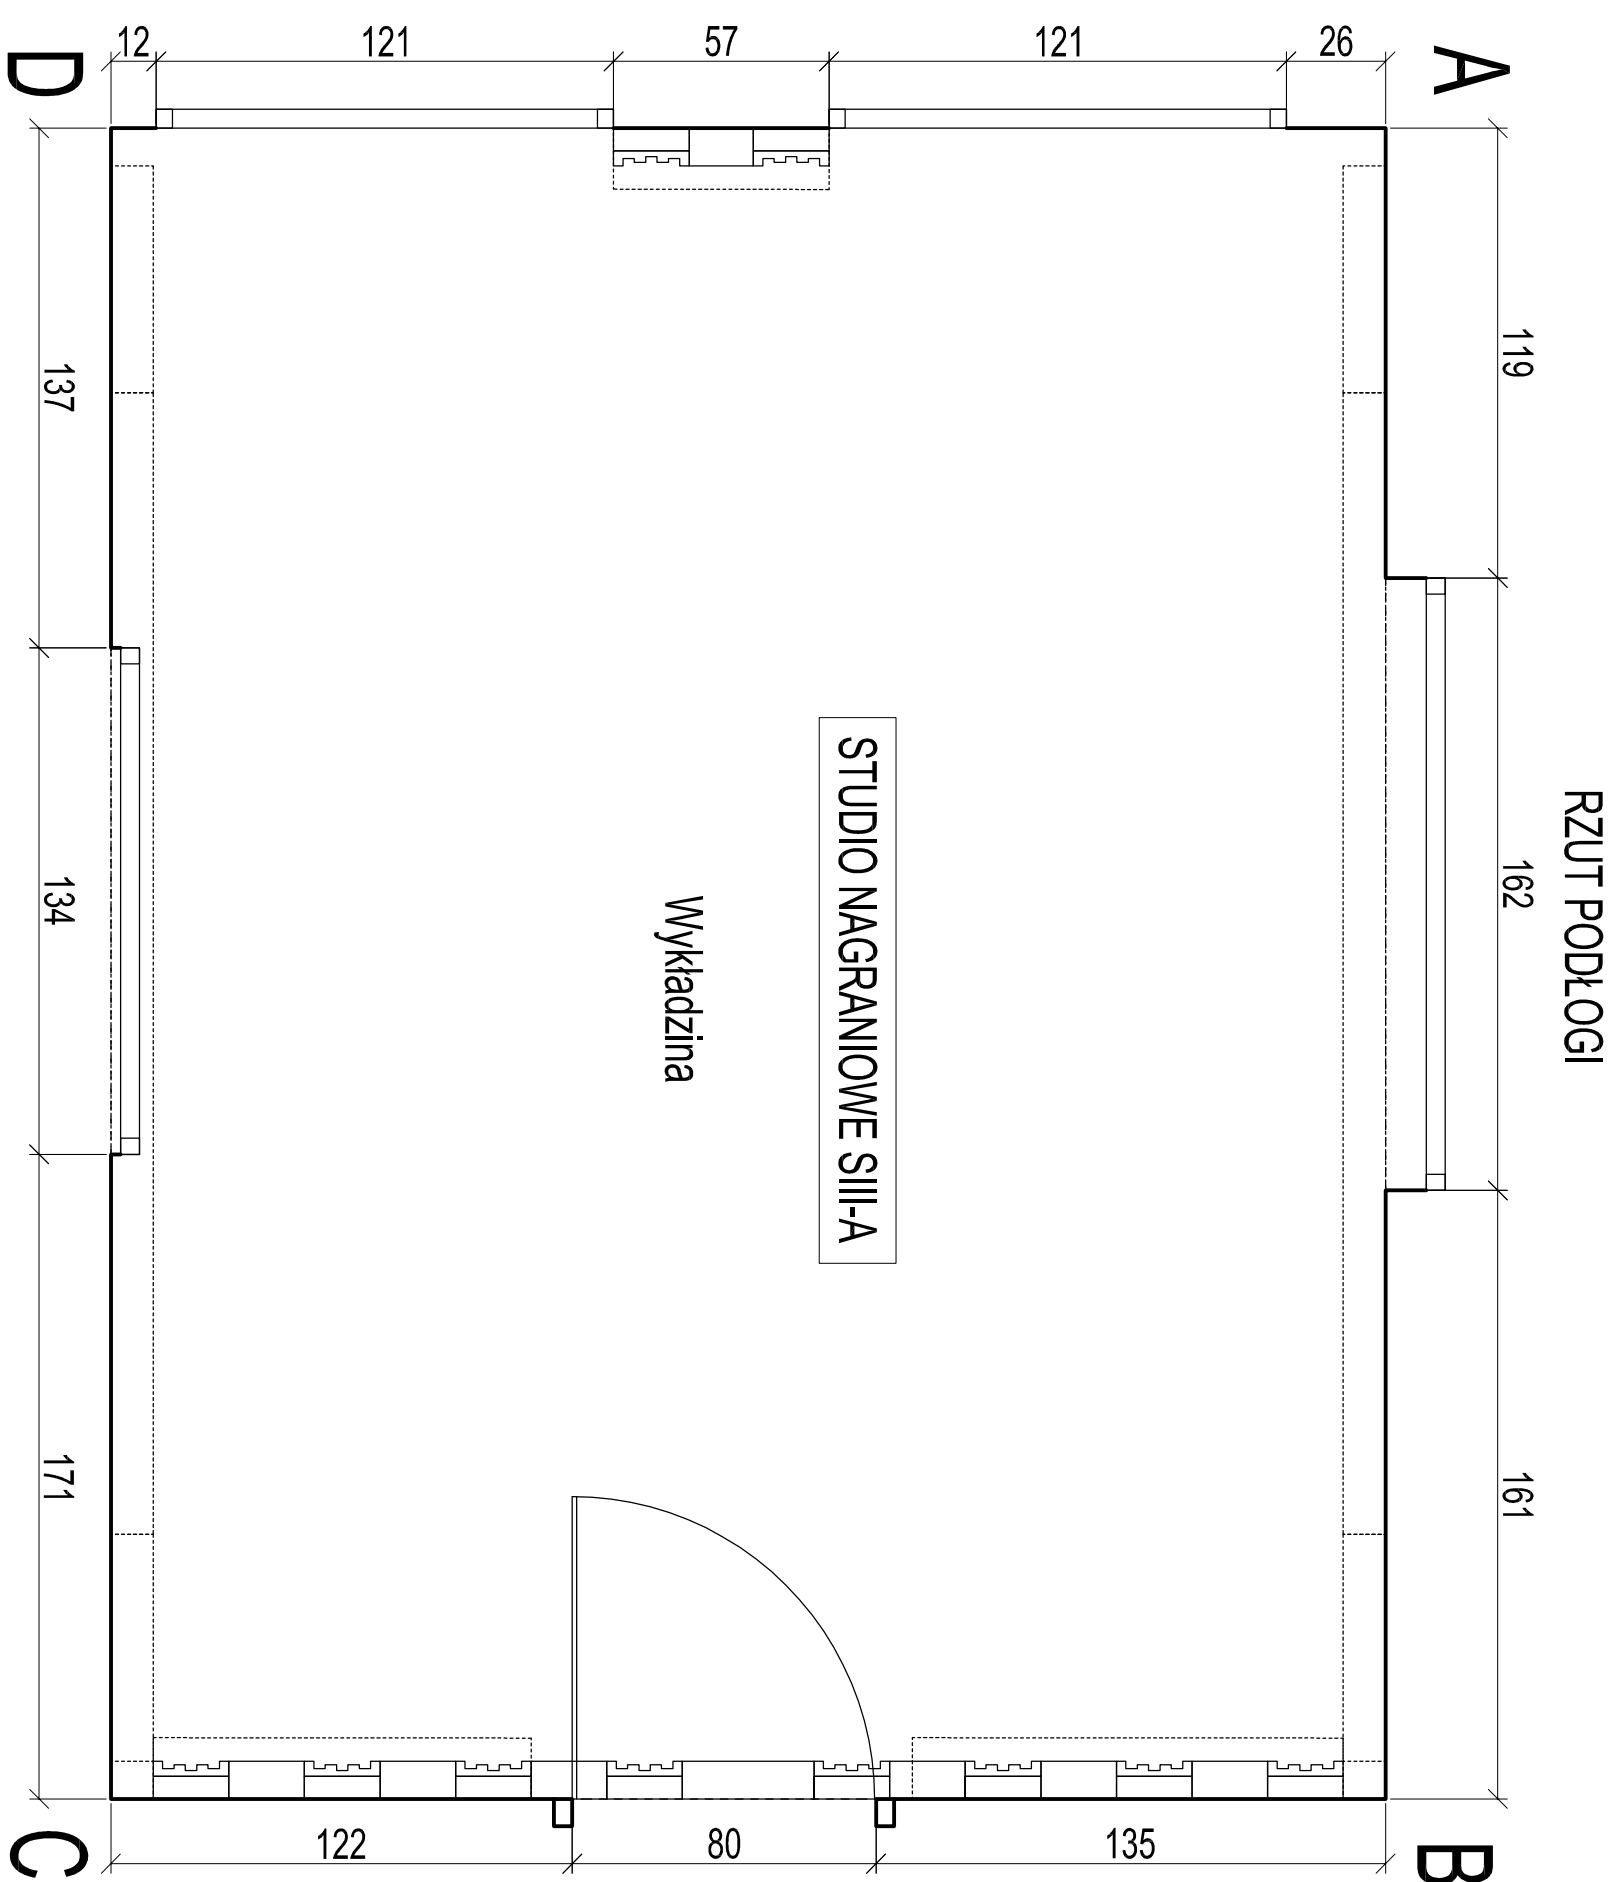 D
12
121
57
121
26
A
137
134
171
119
162
161
RZUT PODŁOGI
STUDIO NAGRANIOWE SIII-A
Wykładzina
C
122
80
135
B